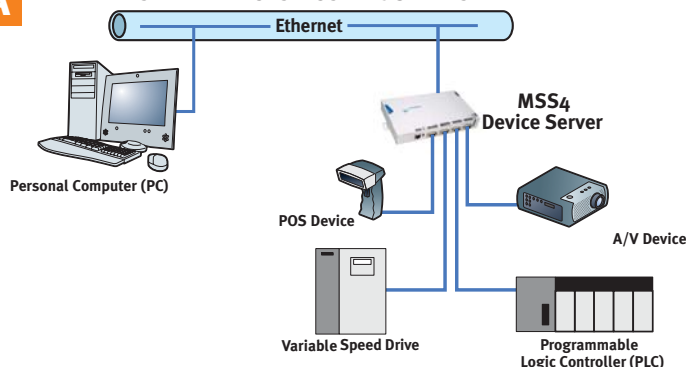 A
Ethernet
MSS4
Device Server
Personal Computer (PC)
POS Device
A/V Device
Variable Speed Drive
Programmable
Logic Controller (PLC)